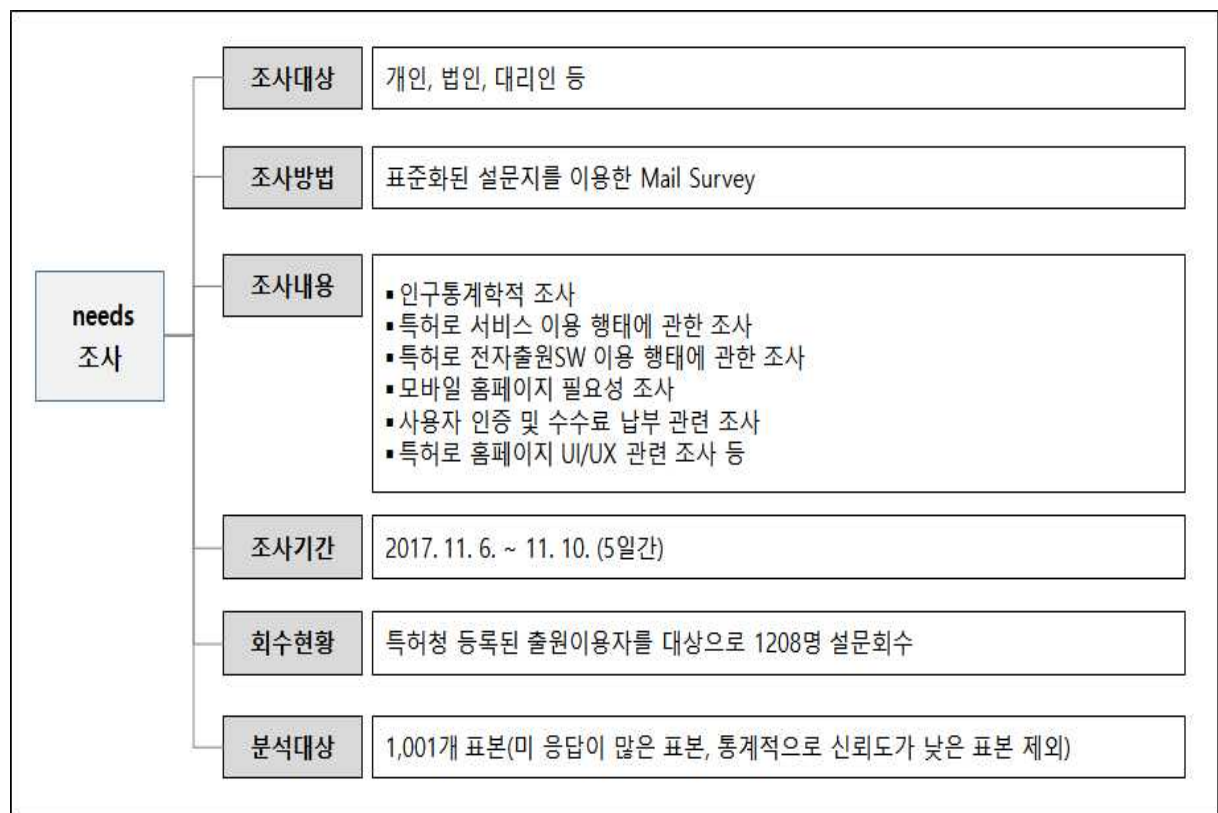 조사대상
개인, 법인, 대리인 등
조사방법
표준화된 설문지를 이용한 Mail Survey
needs
조사
조사내용
▪인구통계학적 조사
▪특허로 서비스 이용 행태에 관한 조사
▪특허로 전자출원SW 이용 행태에 관한 조사
▪모바일 홈페이지 필요성 조사
▪사용자 인증 및 수수료 납부 관련 조사
▪특허로 홈페이지 UI/UX 관련 조사 등
조사기간
2017. 11. 6. ~ 11. 10. (5일간)
회수현황
특허청 등록된 출원이용자를 대상으로 1208명 설문회수
분석대상
1,001개 표본(미 응답이 많은 표본, 통계적으로 신뢰도가 낮은 표본 제외)